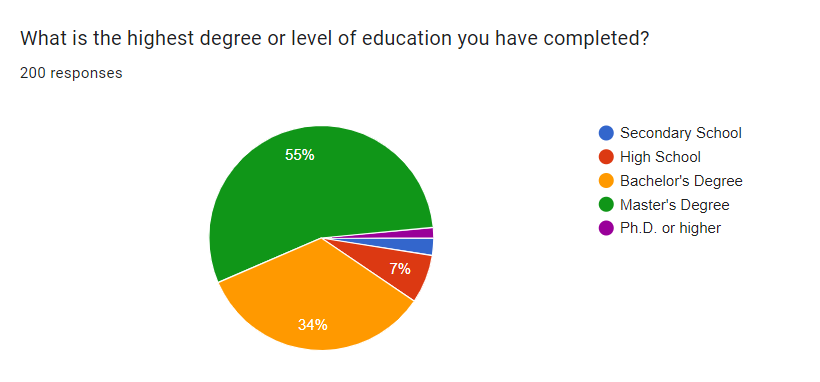 What is the highest degree or level of education you have completed?
200 responses
55%
7%
34%
Secondary School
High School
Bachelor's Degree
Master's Degree
Ph.D. or higher